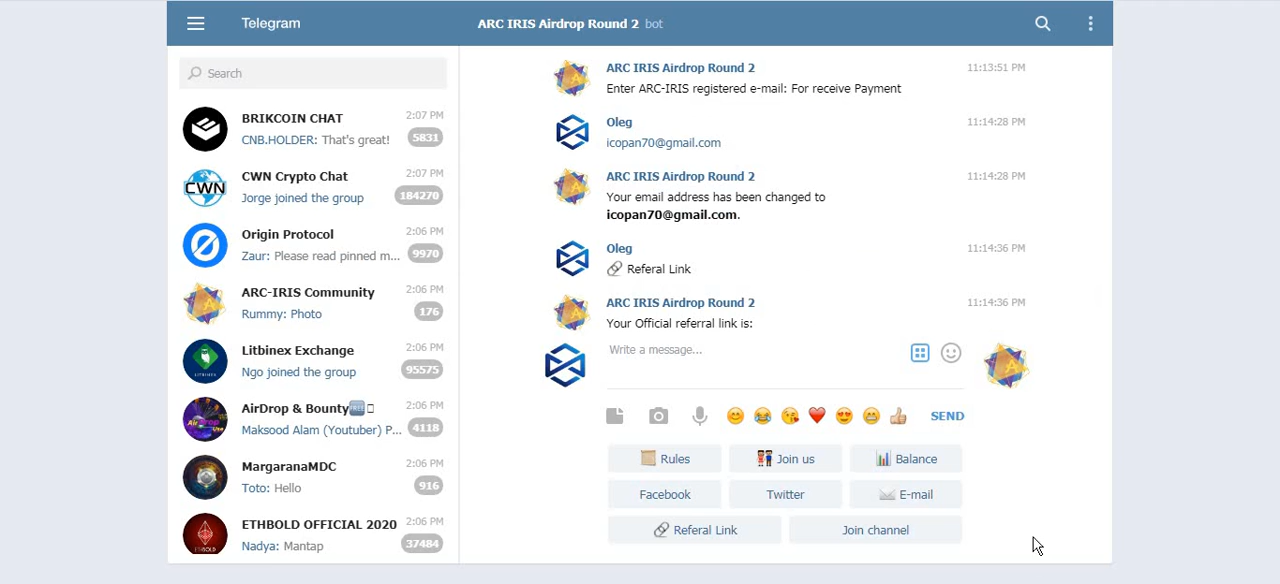 Telegram
ARC IRIS Airdrop Round 2 bot
Search
BRIKCOIN CHAT 2:07 PM
CNB.HOLDER: That's great! 5831
CWN Crypto Chat 2:07 PM
Jorge joined the group 184270
Origin Protocol 2:06 PM
Zaur: Please read pinned m... 9970
ARC-IRIS Community 2:06 PM
Rummy: Photo 176
Litbinex Exchange 2:06 PM
Ngo joined the group 95575
AirDrop & Bounty🆓 2:06 PM
Maksood Alam (Youtuber) P... 4118
MargaranaMDC 2:06 PM
Toto: Hello 916
ETHBOLD OFFICIAL 2020 2:06 PM
Nadya: Mantap 37484
CWN
ARC IRIS Airdrop Round 2 11:13:51 PM
Enter ARC-IRIS registered e-mail: For receive Payment
Oleg 11:14:28 PM
icopan70@gmail.com
ARC IRIS Airdrop Round 2 11:14:28 PM
Your email address has been changed to
icopan70@gmail.com.
Oleg 11:14:36 PM
🔗 Referal Link
ARC IRIS Airdrop Round 2 11:14:36 PM
Your Official referral link is:
Write a message...
SEND
Rules
Join us
Balance
Facebook
Twitter
E-mail
Referal Link
Join channel